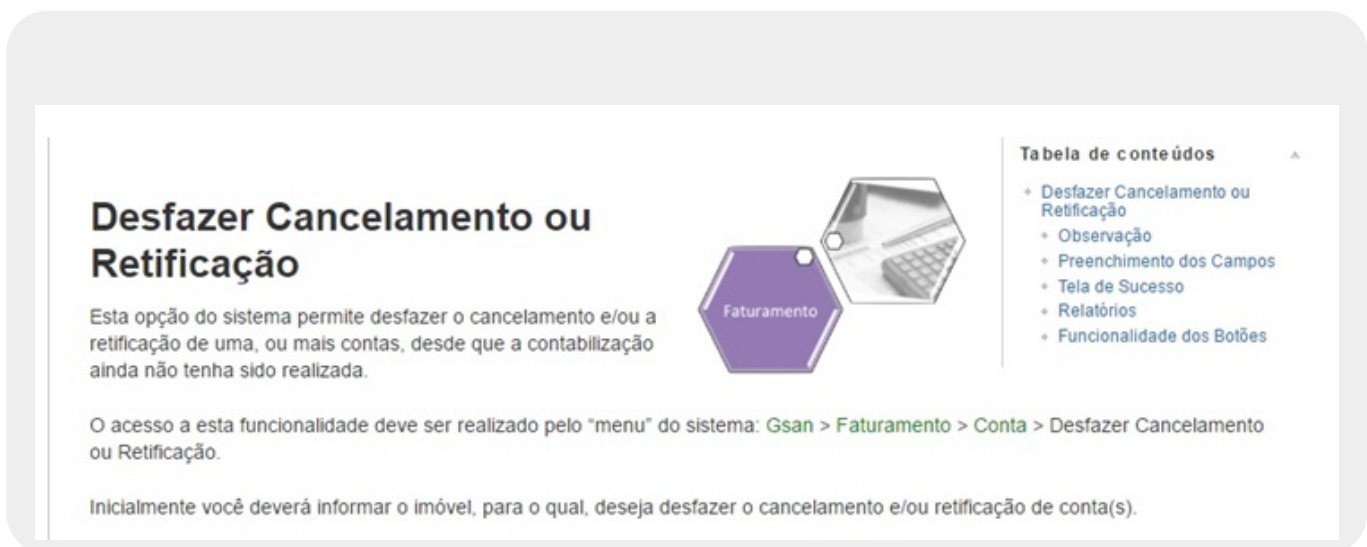 Desfazer Cancelamento ou
Retificação
Esta opção do sistema permite desfazer o cancelamento e/ou a
retificação de uma, ou mais contas, desde que a contabilização
ainda não tenha sido realizada.
Faturamento
Tabela de conteúdos
Desfazer Cancelamento ou
Retificação
Observação
Preenchimento dos Campos
Tela de Sucesso
Relatórios
Funcionalidade dos Botões
O acesso a esta funcionalidade deve ser realizado pelo “menu” do sistema: Gsan > Faturamento > Conta > Desfazer Cancelamento
ou Retificação.
Inicialmente você deverá informar o imóvel, para o qual, deseja desfazer o cancelamento e/ou retificação de conta(s).